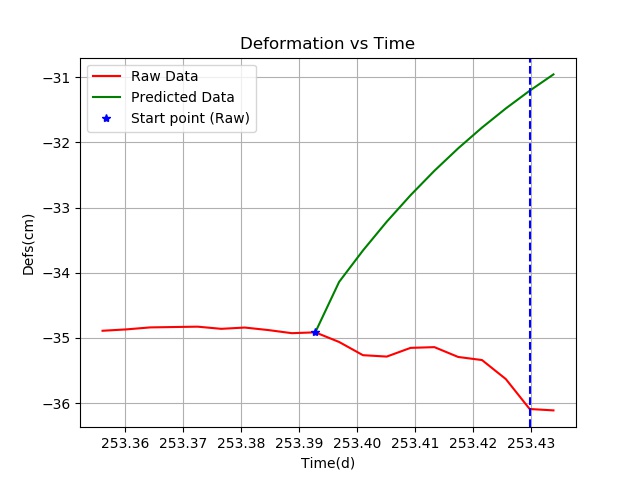 Deformation vs Time
Raw Data
Predicted Data
Start point (Raw)
−31
−32
−33
−34
−35
−36
Defs(cm)
253.36 253.37 253.38 253.39 253.40 253.41 253.42 253.43
Time(d)